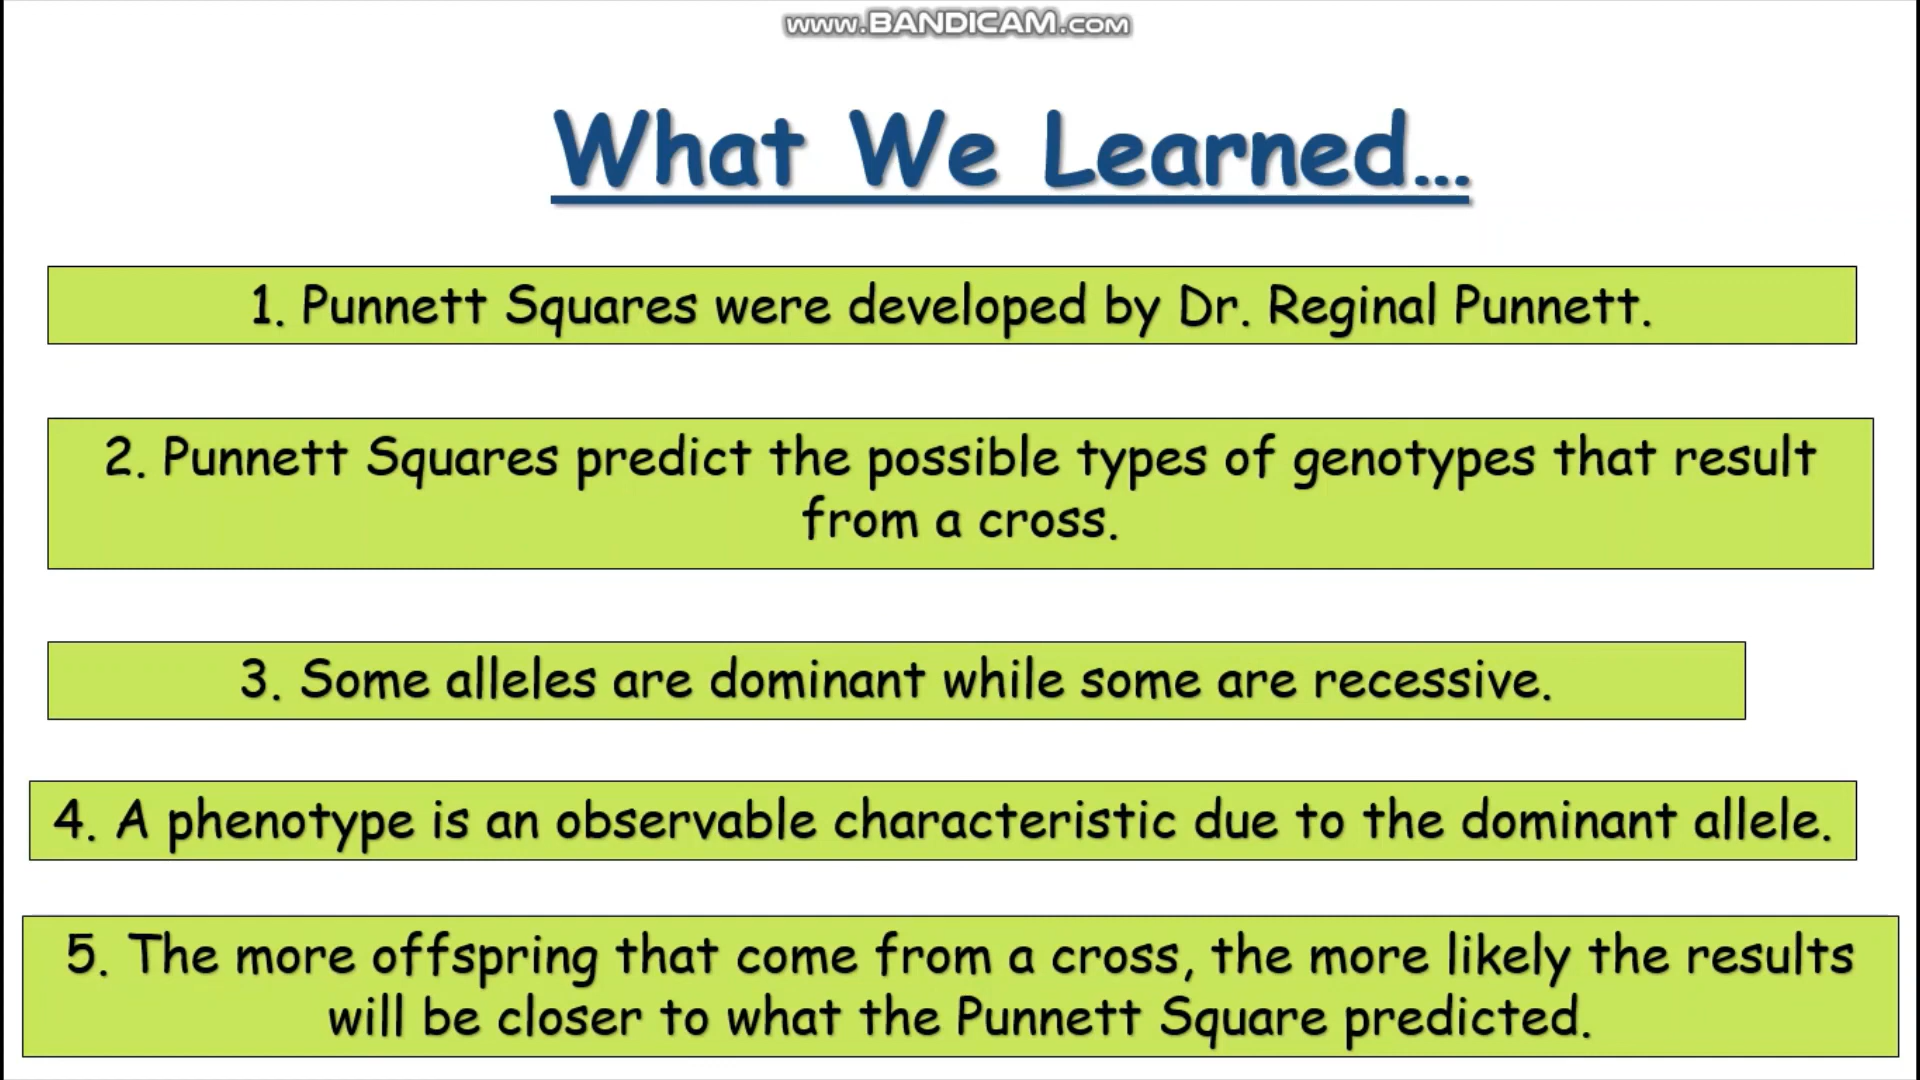 www.BANDICAM.com
What We Learned...
1. Punnett Squares were developed by Dr. Reginal Punnett.
2. Punnett Squares predict the possible types of genotypes that result
from a cross.
3. Some alleles are dominant while some are recessive.
4. A phenotype is an observable characteristic due to the dominant allele.
5. The more offspring that come from a cross, the more likely the results
will be closer to what the Punnett Square predicted.